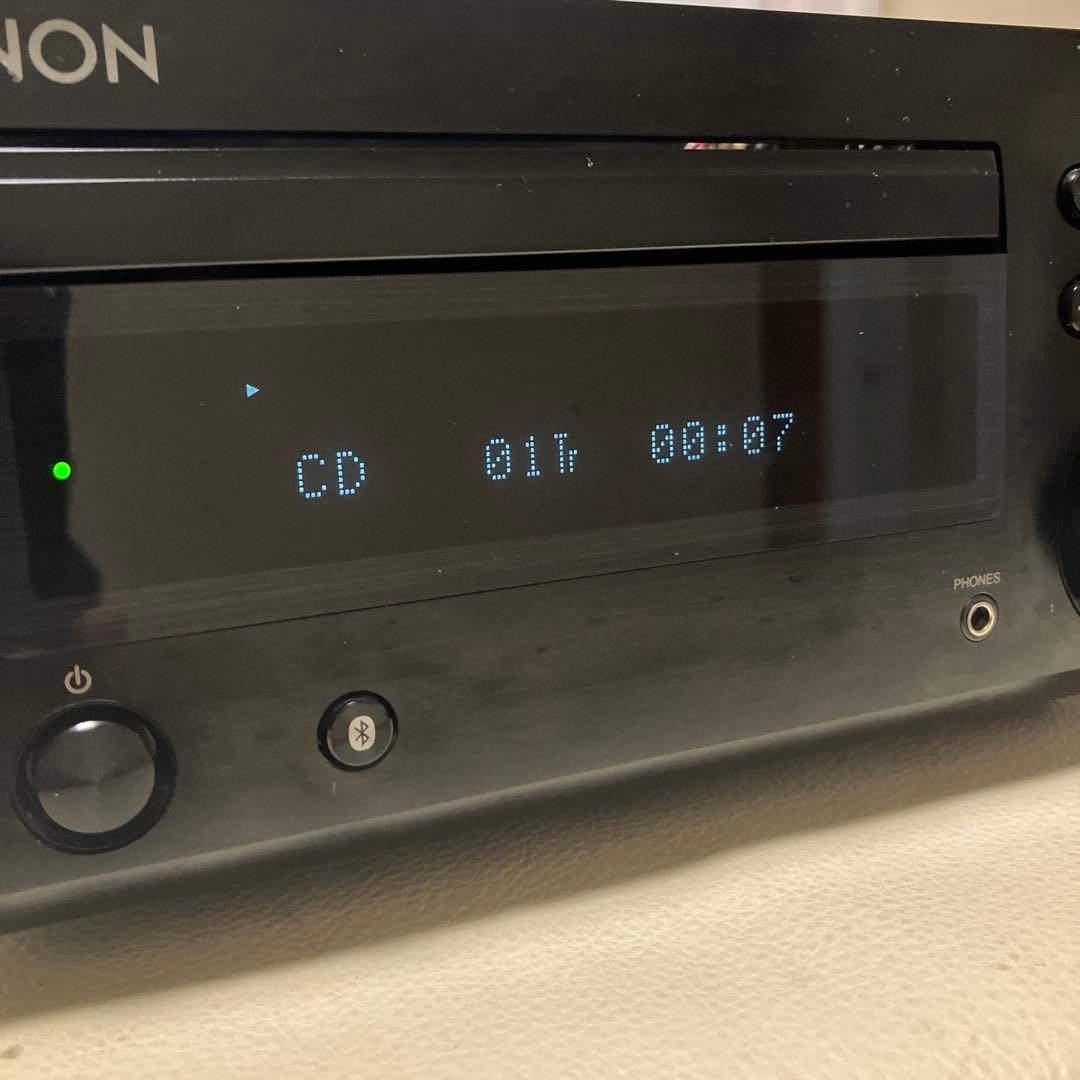 NON
CD 01Tr 00:07
PHONES